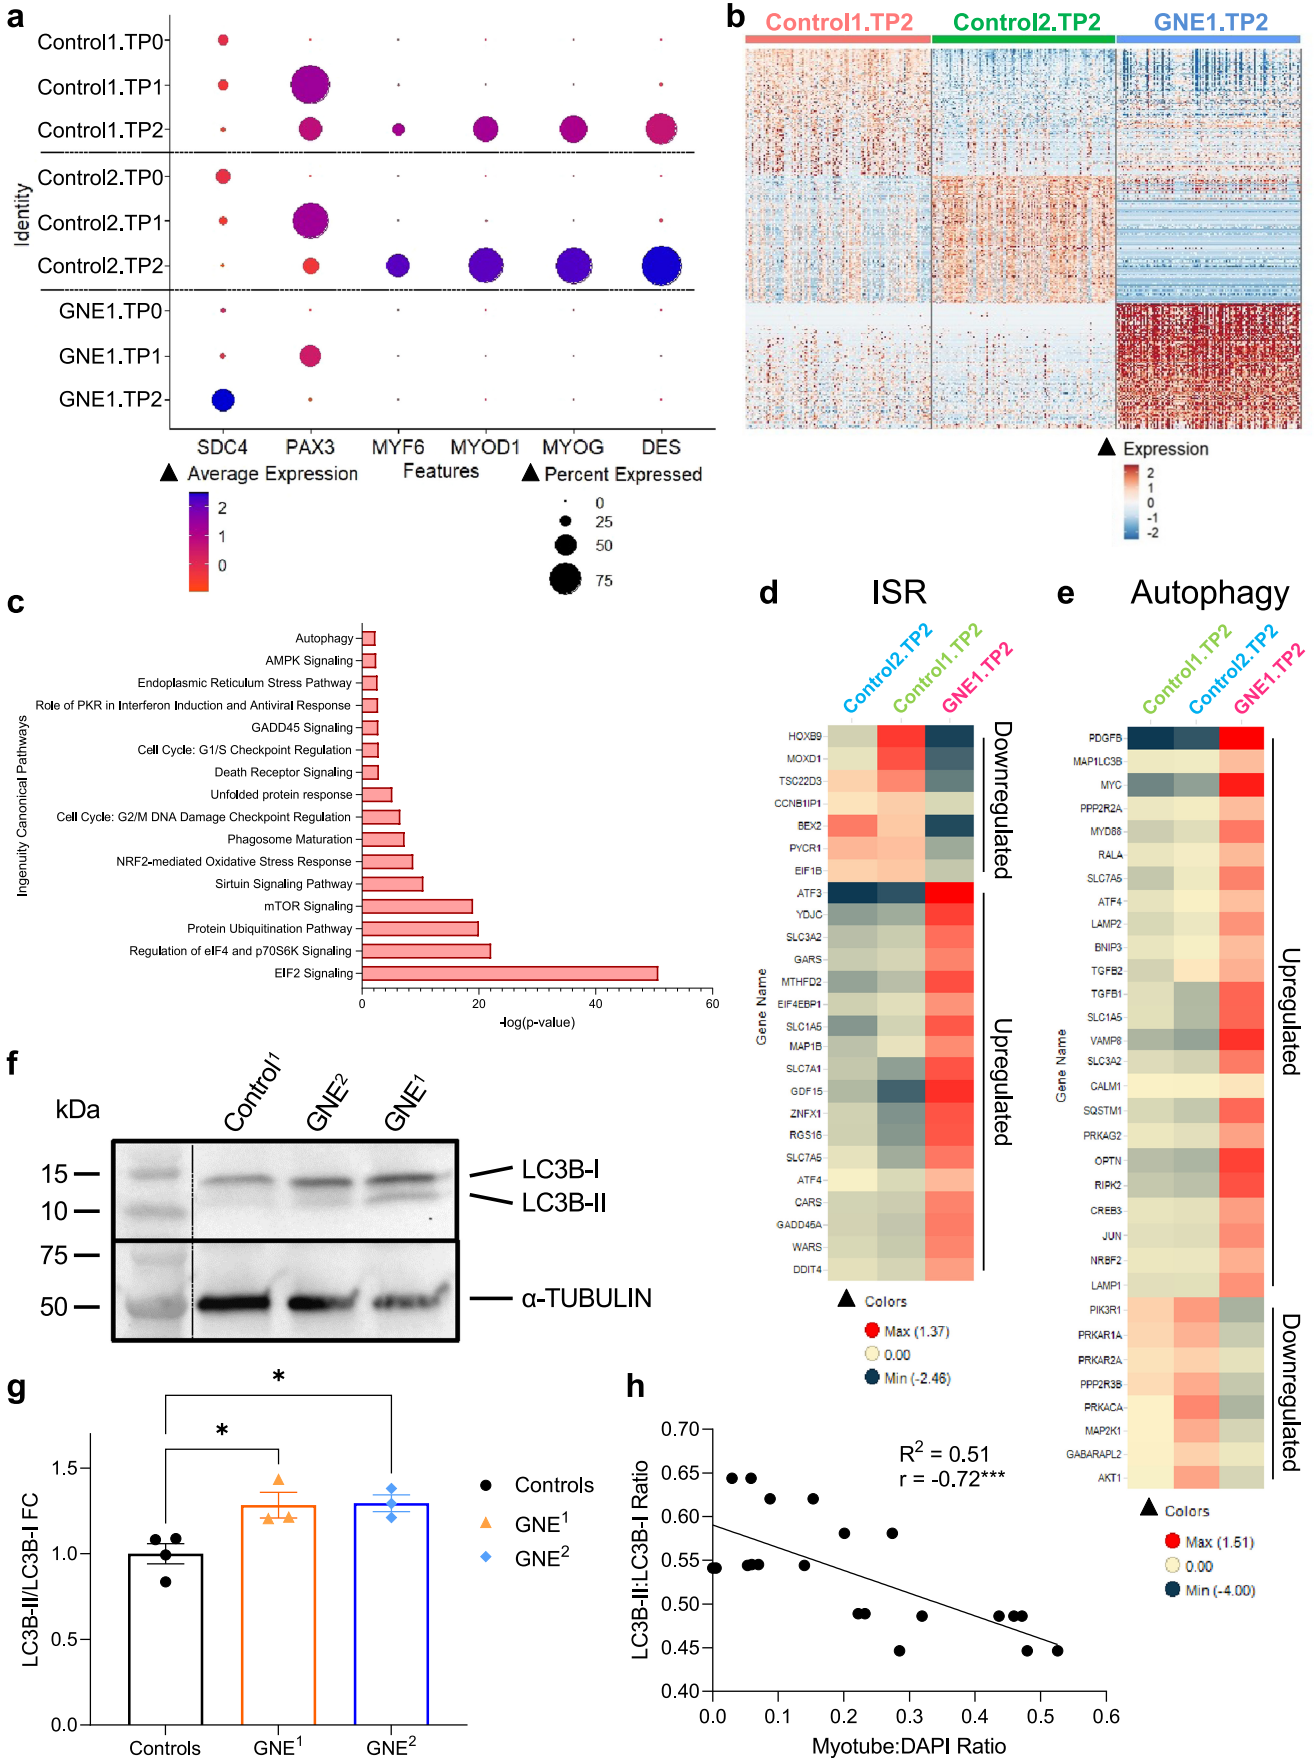 a
Control1.TP0
Control1.TP1
Control1.TP2
Control2.TP0
Control2.TP1
Control2.TP2
GNE1.TP0
GNE1.TP1
GNE1.TP2
Identity
SDC4 PAX3 MYF6 MYOD1 MYOG DES
Features
▲ Average Expression
2
1
0
▲ Percent Expressed
0
25
50
75
b
Control1.TP2 Control2.TP2 GNE1.TP2
▲ Expression
2
1
0
-1
-2
c
Ingenuity Canonical Pathways
Autophagy
AMPK Signaling
Endoplasmic Reticulum Stress Pathway
Role of PKR in Interferon Induction and Antiviral Response
GADD45 Signaling
Cell Cycle: G1/S Checkpoint Regulation
Death Receptor Signaling
Unfolded protein response
Cell Cycle: G2/M DNA Damage Checkpoint Regulation
Phagosome Maturation
NRF2-mediated Oxidative Stress Response
Sirtuin Signaling Pathway
mTOR Signaling
Protein Ubiquitination Pathway
Regulation of eIF4 and p70S6K Signaling
EIF2 Signaling
0 20 40 60
-log(p-value)
d
ISR
Control2.TP2
Control1.TP2
GNE1.TP2
Gene Name
HOXB9
MOXD1
TSC22D3
CCNB1IP1
BEX2
PYCR1
EIF1B
ATF3
YDJC
SLC3A2
GARS
MTHFD2
EIF4EBP1
SLC1A5
MAP1B
SLC7A1
GDF15
ZNFX1
RGS16
SLC7A5
ATF4
CARS
GADD45A
WARS
DDIT4
Downregulated
Upregulated
▲ Colors
Max (1.37)
0.00
Min (-2.46)
e
Autophagy
Control1.TP2
Control2.TP2
GNE1.TP2
Gene Name
PDGFB
MAP1LC3B
MYC
PPP2R2A
MYD88
RALA
SLC7A5
ATF4
LAMP2
BNIP3
TGFB2
TGFB1
SLC1A5
VAMP8
SLC3A2
CALM1
SQSTM1
PRKAG2
OPTN
RIPK2
CREB3
JUN
NRBF2
LAMP1
PIK3R1
PRKAR1A
PRKAR2A
PPP2R3B
PRKACA
MAP2K1
GABARAPL2
AKT1
Upregulated
Downregulated
▲ Colors
Max (1.51)
0.00
Min (-4.00)
f
kDa
Control¹
GNE²
GNE¹
15
10
75
50
LC3B-I
LC3B-II
α-TUBULIN
g
LC3B-II/LC3B-I FC
1.5
1.0
0.5
0.0
*
*
Controls GNE¹ GNE²
Controls
GNE¹
GNE²
h
LC3B-II:LC3B-I Ratio
0.70
0.65
0.60
0.55
0.50
0.45
0.40
R² = 0.51
r = -0.72***
0.0 0.1 0.2 0.3 0.4 0.5 0.6
Myotube:DAPI Ratio